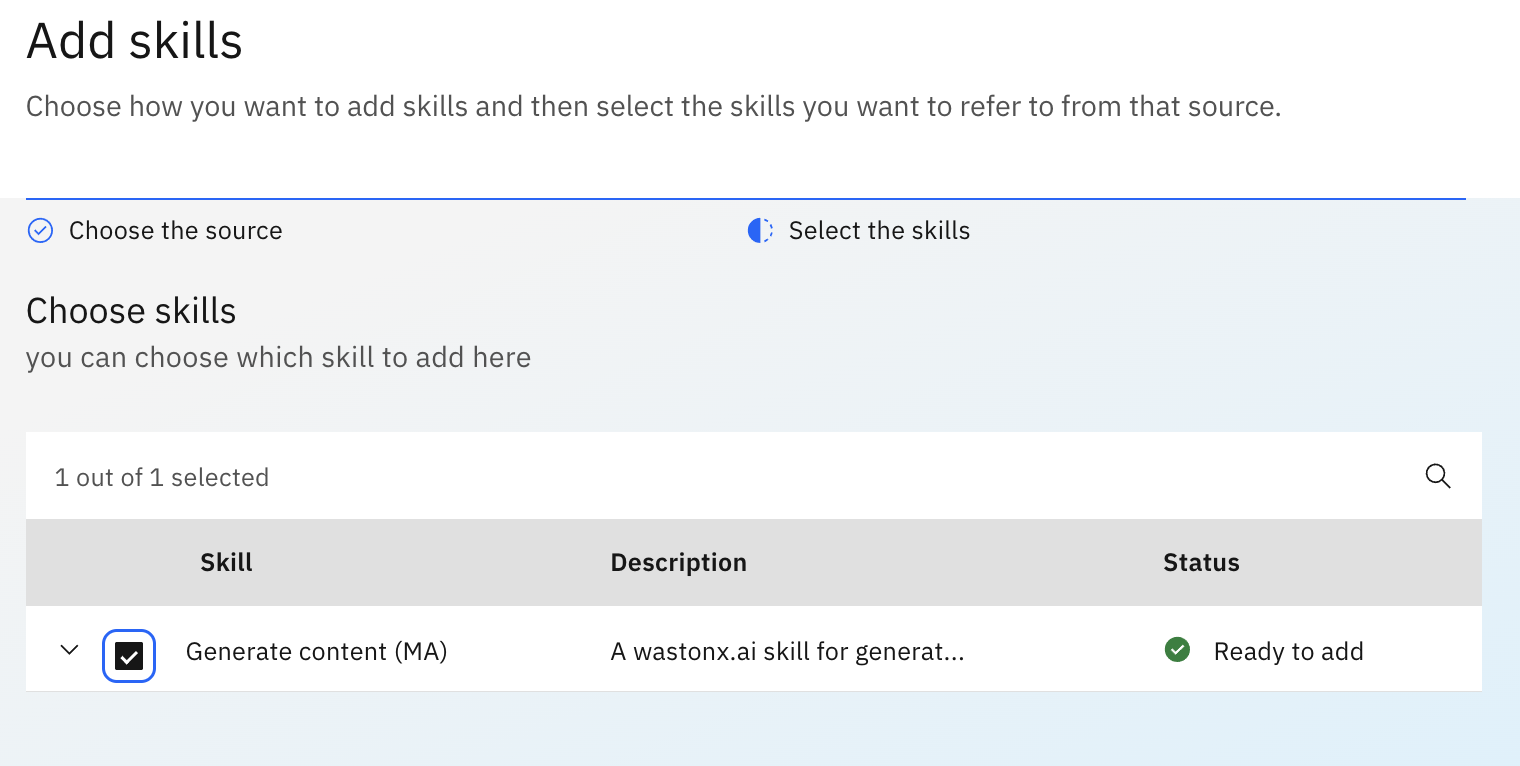 Add skills
Choose how you want to add skills and then select the skills you want to refer to from that source.
Choose the source
Select the skills
Choose skills
you can choose which skill to add here
1 out of 1 selected
Skill Description Status
Generate content (MA) A wastonx.ai skill for generat... Ready to add